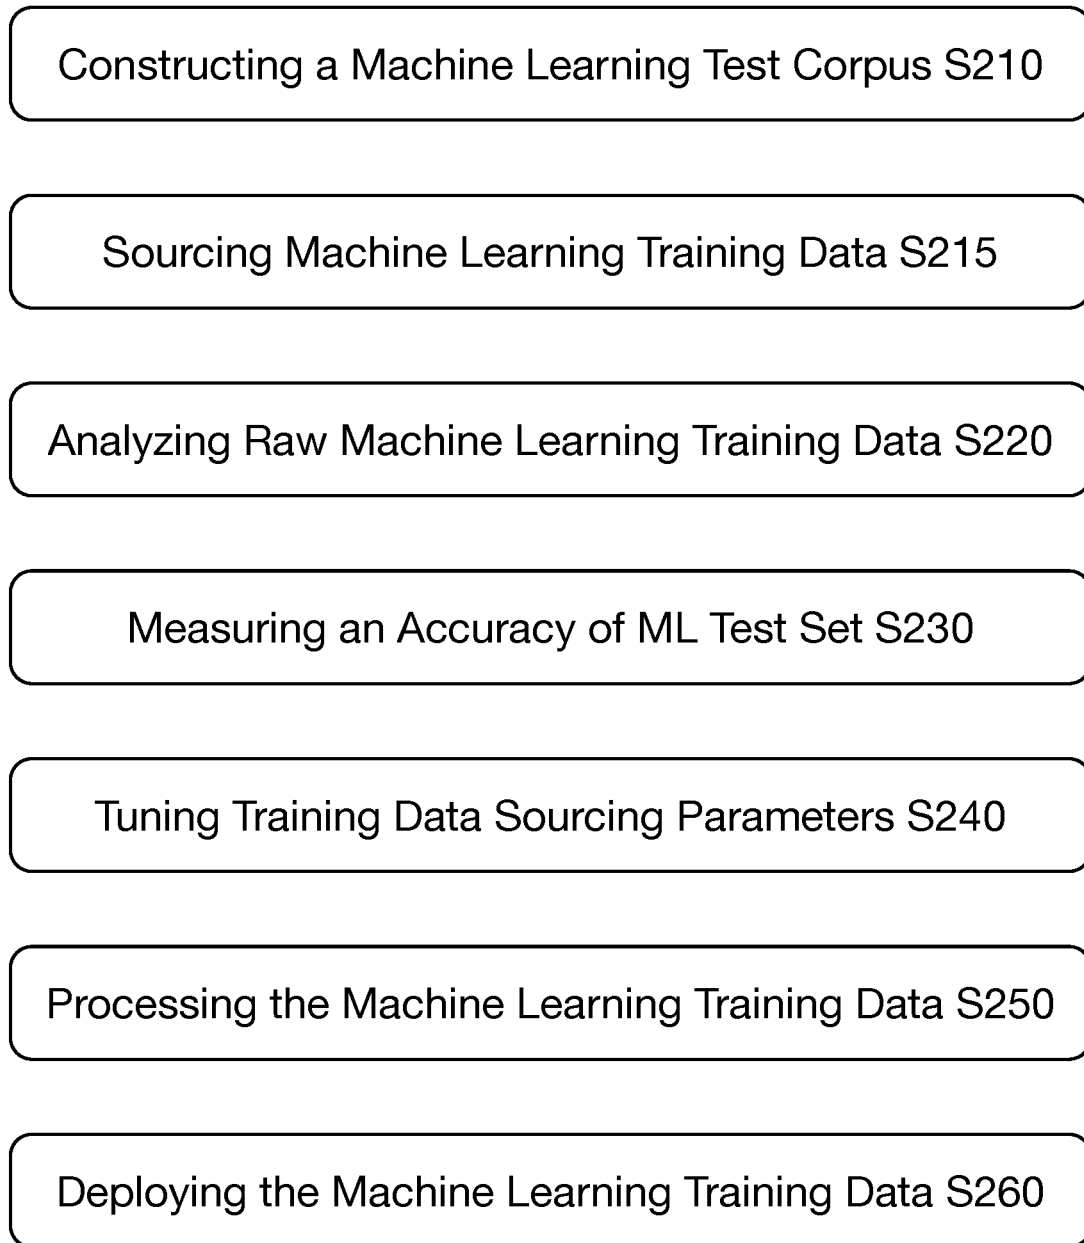 Constructing a Machine Learning Test Corpus S210
Sourcing Machine Learning Training Data S215
Analyzing Raw Machine Learning Training Data S220
Measuring an Accuracy of ML Test Set S230
Tuning Training Data Sourcing Parameters S240
Processing the Machine Learning Training Data S250
Deploying the Machine Learning Training Data S260